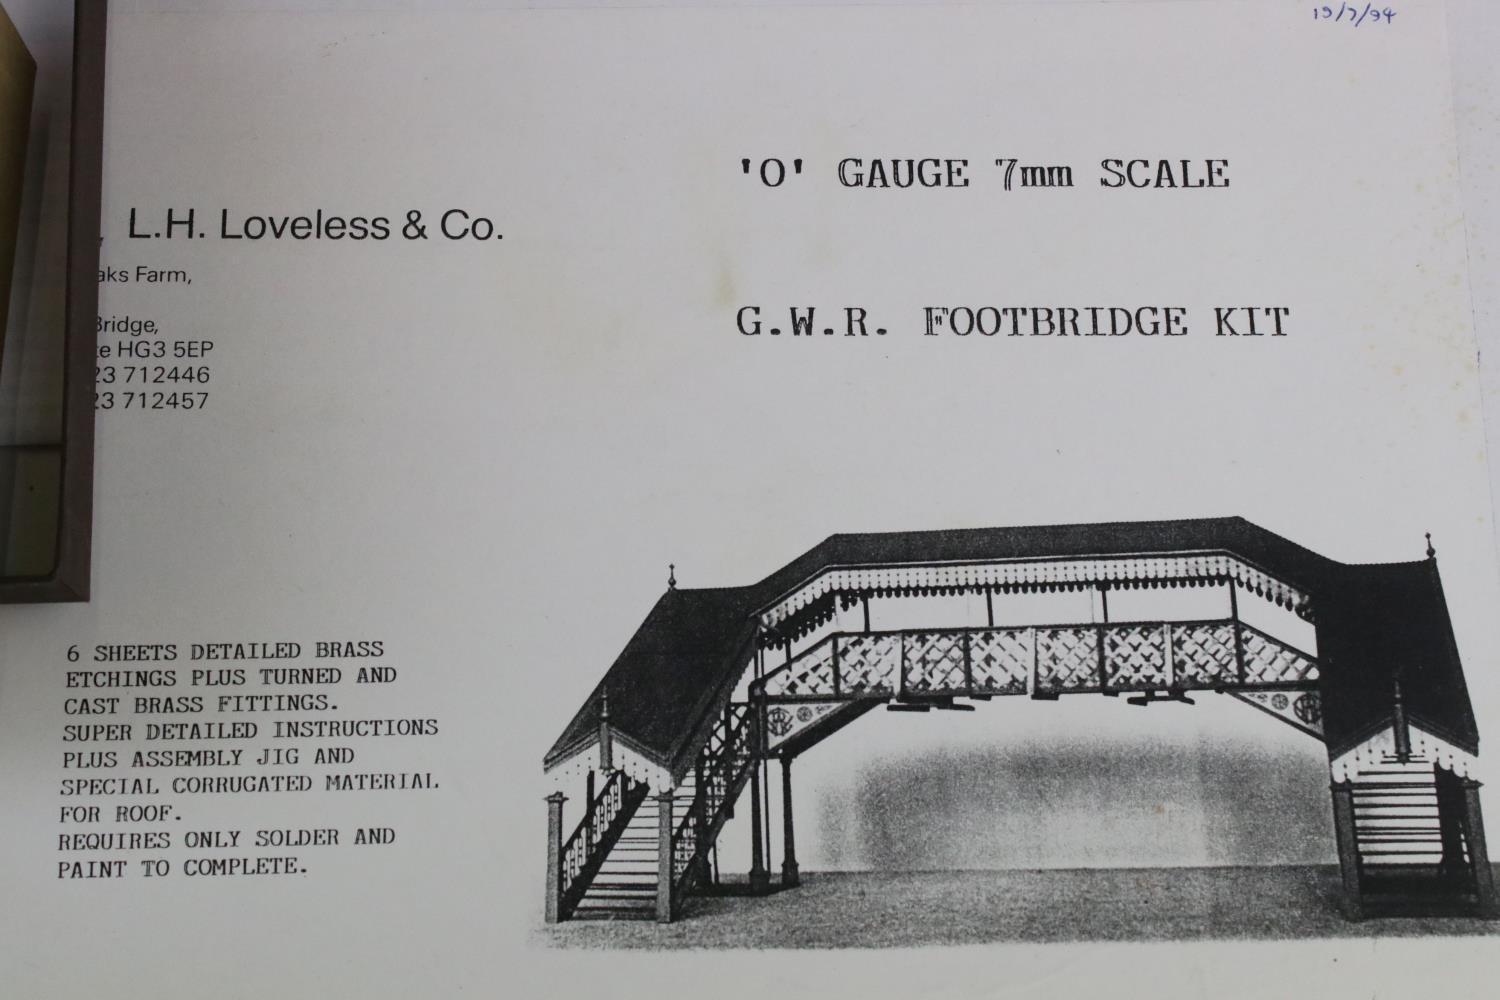 19/7/94
'O' GAUGE 7mm SCALE
L.H. Loveless & Co.
Farm,
G.W.R. FOOTBRIDGE KIT
Bridge,
HG3 5EP
23 712446
23 712457
6 SHEETS DETAILED BRASS
ETCHINGS PLUS TURNED AND
CAST BRASS FITTINGS.
SUPER DETAILED INSTRUCTIONS
PLUS ASSEMBLY JIG AND
SPECIAL CORRUGATED MATERIAL
FOR ROOF.
REQUIRES ONLY SOLDER AND
PAINT TO COMPLETE.